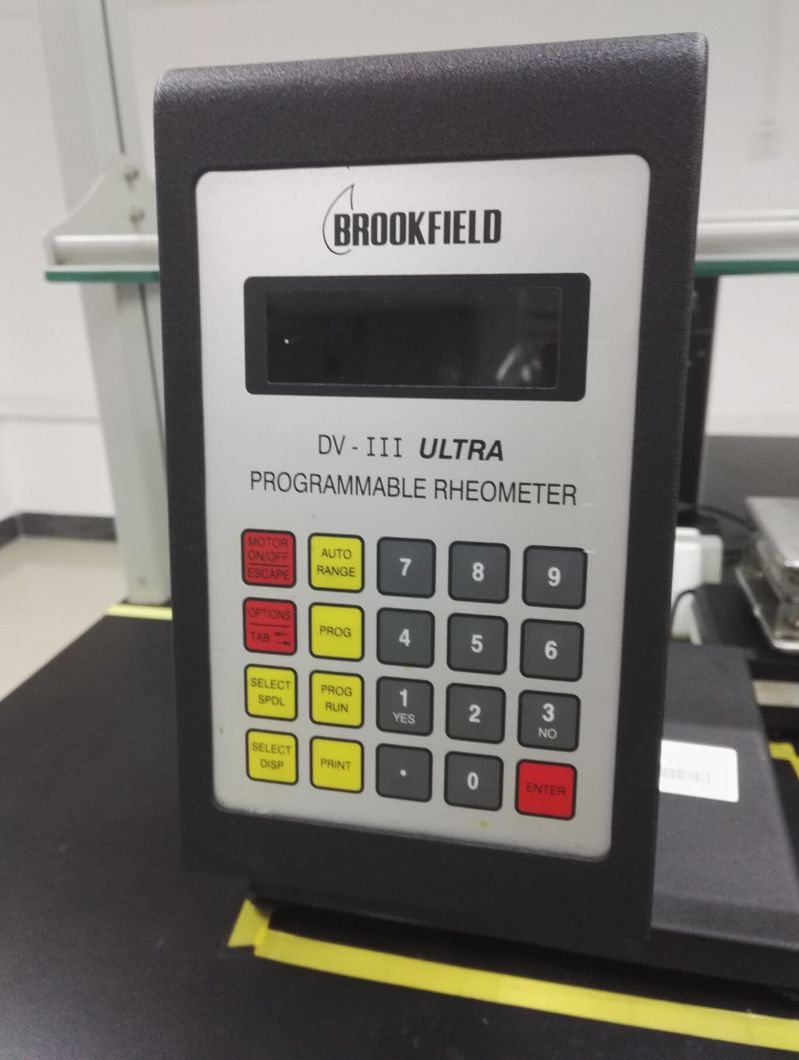 BROOKFIELD
DV-III ULTRA
PROGRAMMABLE RHEOMETER
MOTOR
ON/OFF
ESCAPE
AUTO
RANGE
7
8
9
OPTIONS
TAB
PROG
4
5
6
SELECT
SPDL
PROG
RUN
1
YES
2
3
NO
SELECT
DISP
PRINT
.
0
ENTER